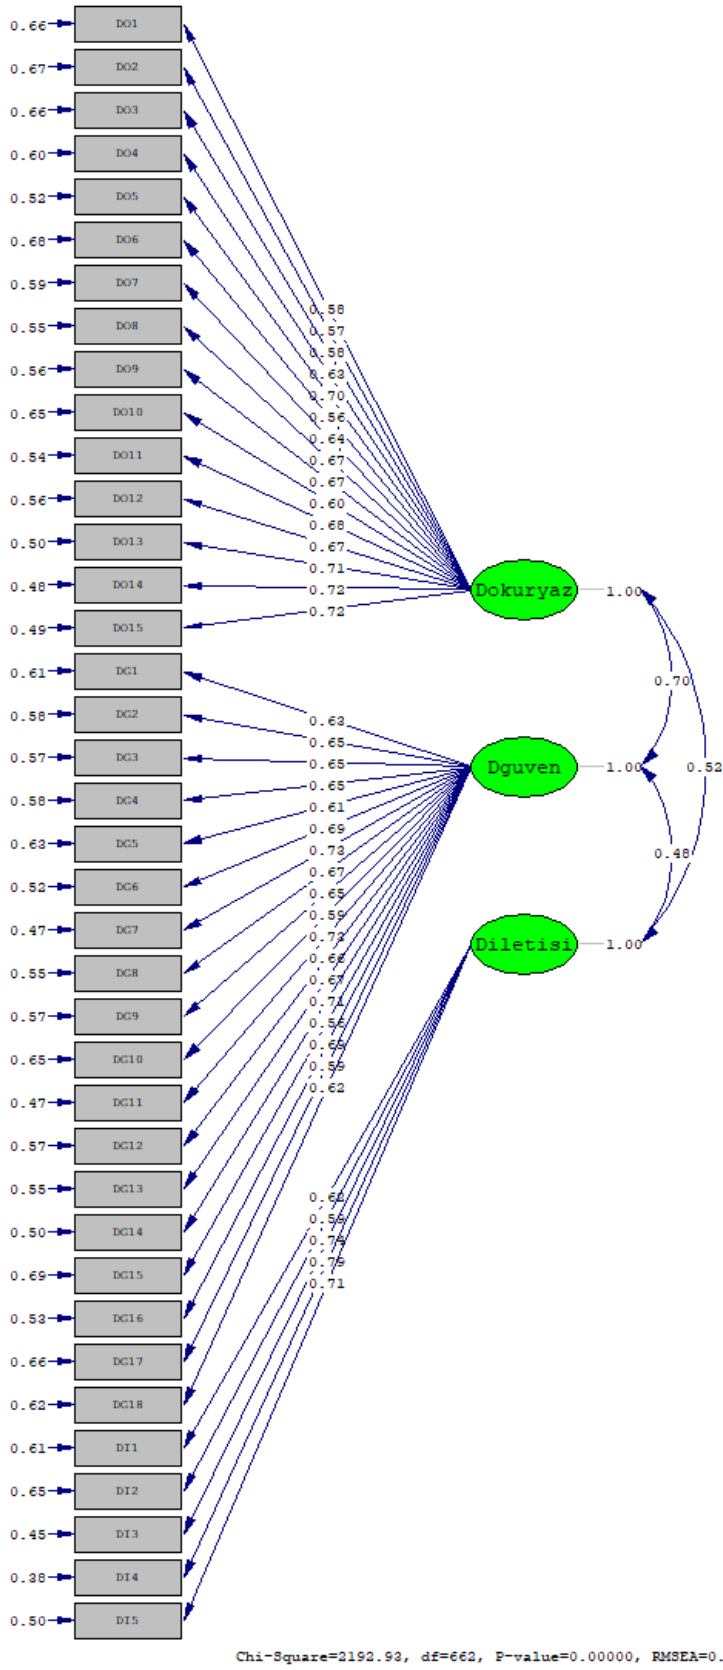 0.66 DO1
0.67 DO2
0.66 DO3
0.60 DO4
0.52 DO5
0.68 DO6
0.59 DO7
0.55 DO8
0.56 DO9
0.65 DO10
0.54 DO11
0.56 DO12
0.50 DO13
0.48 DO14
0.49 DO15
0.61 DG1
0.58 DG2
0.57 DG3
0.58 DG4
0.63 DG5
0.52 DG6
0.47 DG7
0.55 DG8
0.57 DG9
0.65 DG10
0.47 DG11
0.57 DG12
0.55 DG13
0.50 DG14
0.69 DG15
0.53 DG16
0.66 DG17
0.62 DG18
0.61 DI1
0.65 DI2
0.45 DI3
0.38 DI4
0.50 DI5
0.58
0.57
0.58
0.63
0.70
0.56
0.64
0.67
0.67
0.60
0.68
0.67
0.71
0.72
0.72
0.63
0.65
0.65
0.65
0.61
0.69
0.73
0.67
0.65
0.59
0.73
0.66
0.67
0.71
0.56
0.69
0.59
0.62
0.62
0.59
0.74
0.79
0.71
Dokuryaz 1.00
Dguven 1.00
Diletisi 1.00
0.70
0.52
0.48
Chi-Square=2192.93, df=662, P-value=0.00000, RMSEA=0.